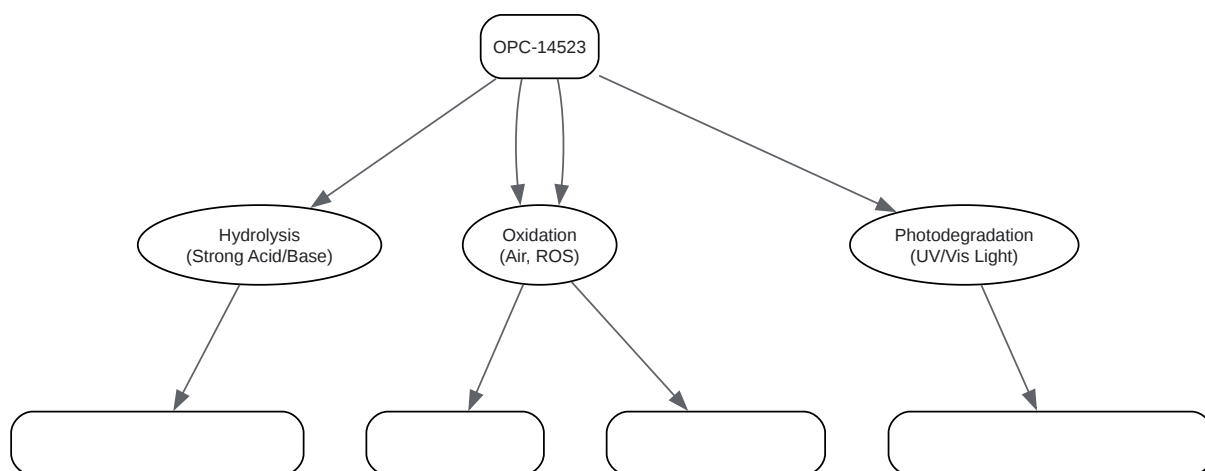 OPC-14523
Hydrolysis
(Strong Acid/Base)
Oxidation
(Air, ROS)
Photodegradation
(UV/Vis Light)